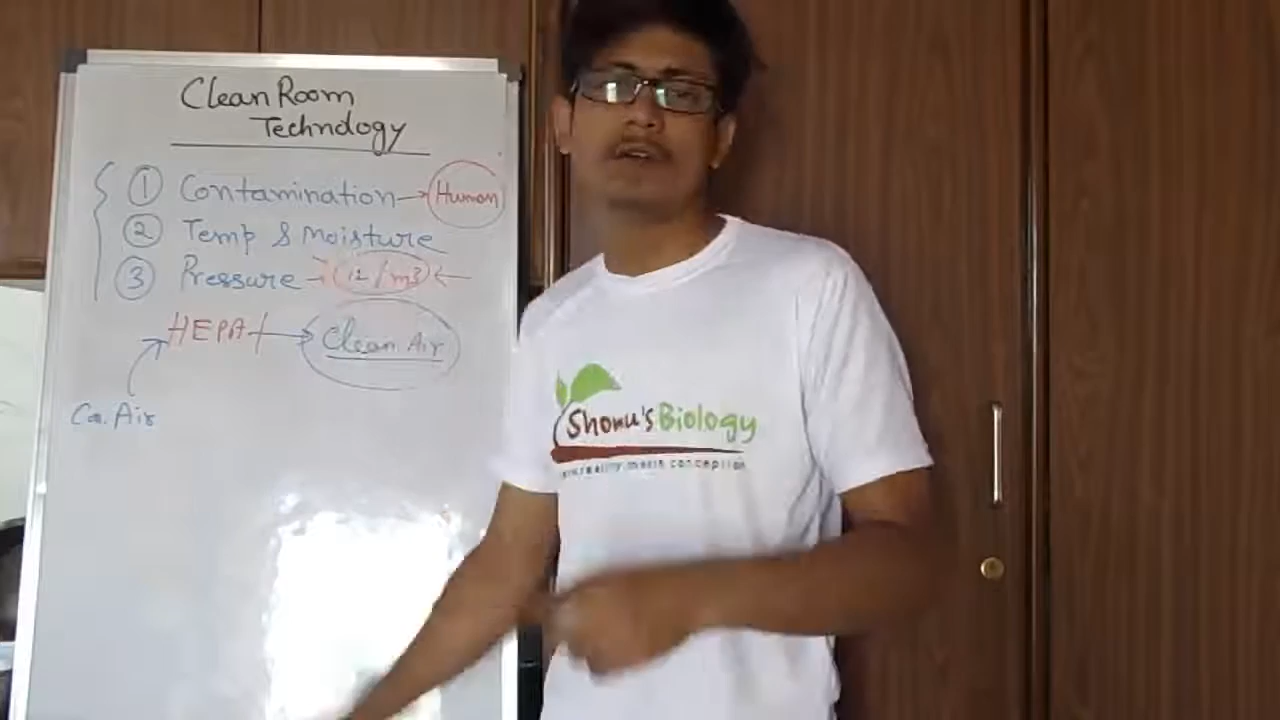 Clean Room
Technology
1 Contamination → Human
2 Temp & Moisture
3 Pressure → 12/m3 ←
HEPA → Clean Air
Co. Air
Shomu's Biology